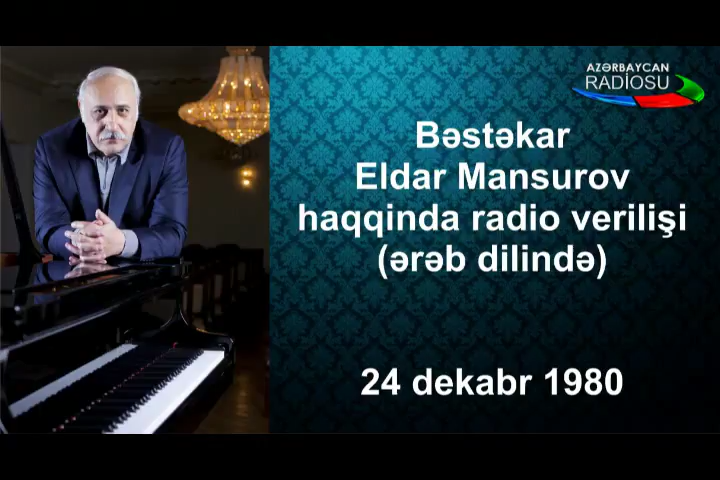 AZƏRBAYCAN
RADİOSU
Bəstəkar
Eldar Mansurov
haqqinda radio verilişi
(ərəb dilində)
24 dekabr 1980